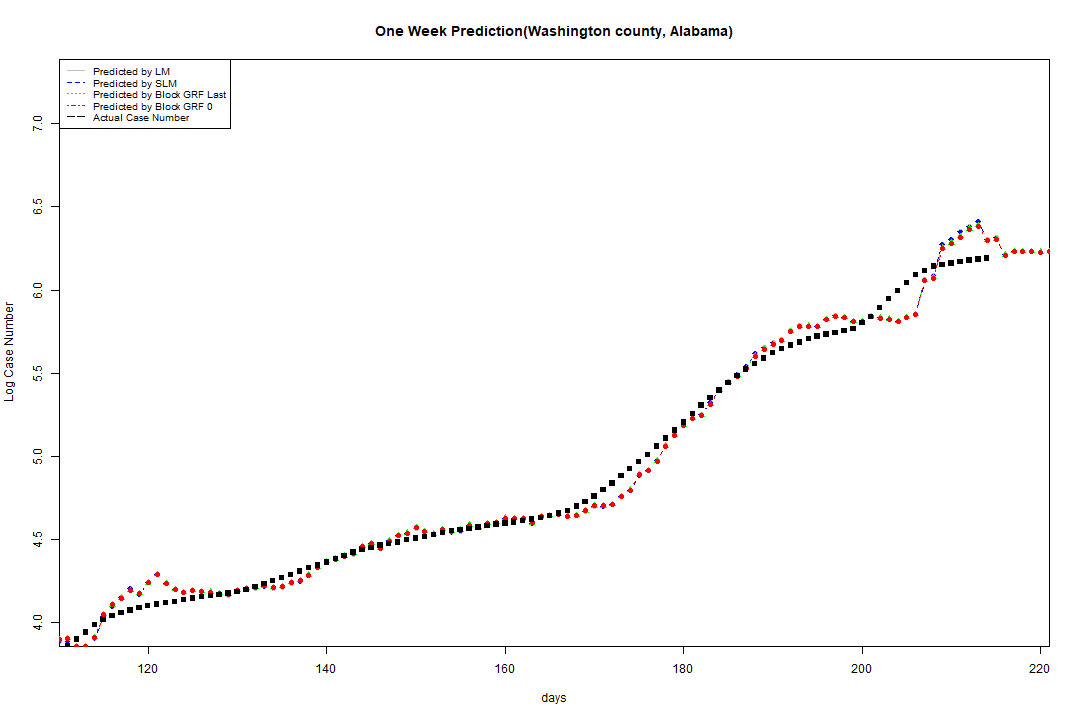 One Week Prediction(Washington county, Alabama)
Predicted by LM
Predicted by SLM
Predicted by Block GRF Last
Predicted by Block GRF 0
Actual Case Number
7.0
6.5
6.0
5.5
5.0
4.5
4.0
Log Case Number
120 140 160 180 200 220
days